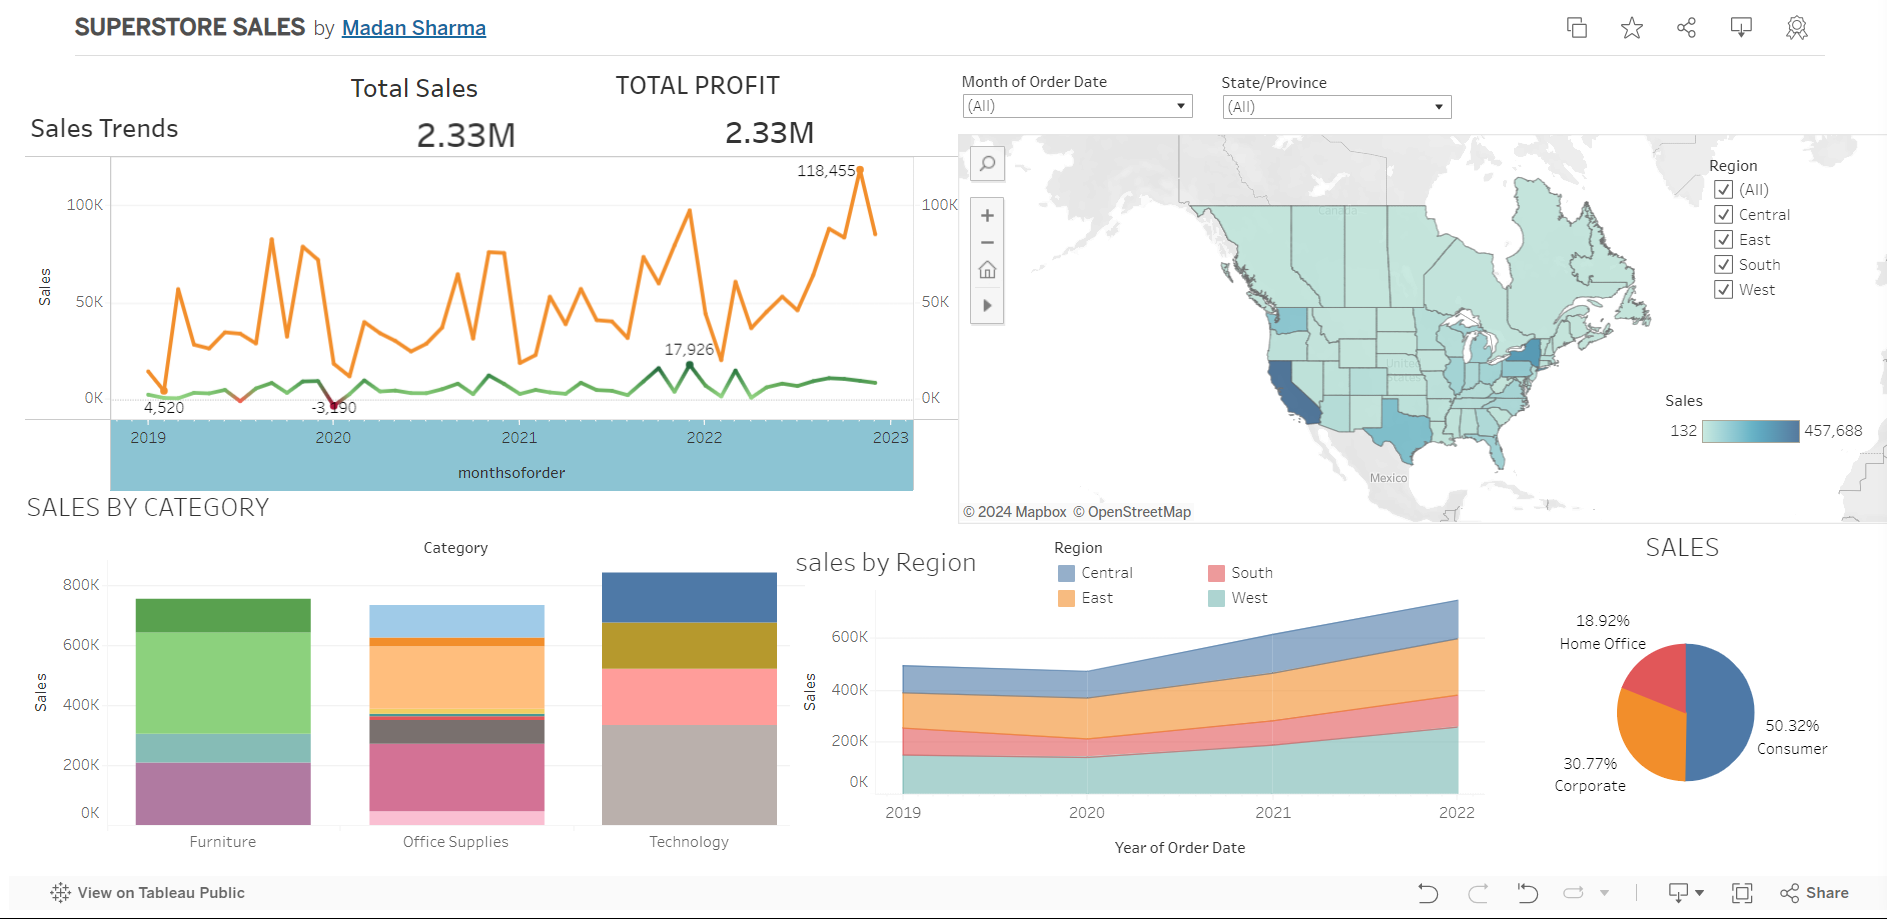 SUPERSTORE SALES by Madan Sharma
Total Sales
TOTAL PROFIT
Sales Trends
2.33M
2.33M
Month of Order Date
(All)
State/Province
(All)
118,455
100K
50K
0K
Sales
17,926
4,520
-3,190
100K
50K
0K
2019
2020
2021
2022
2023
monthsoforder
Canada
United
States
Mexico
© 2024 Mapbox © OpenStreetMap
Region
(All)
Central
East
South
West
Sales
132
457,688
SALES BY CATEGORY
Category
800K
600K
400K
200K
0K
Sales
Furniture
Office Supplies
Technology
sales by Region
Region
Central
South
East
West
600K
400K
200K
0K
Sales
2019
2020
2021
2022
Year of Order Date
SALES
18.92%
Home Office
50.32%
Consumer
30.77%
Corporate
View on Tableau Public
Share